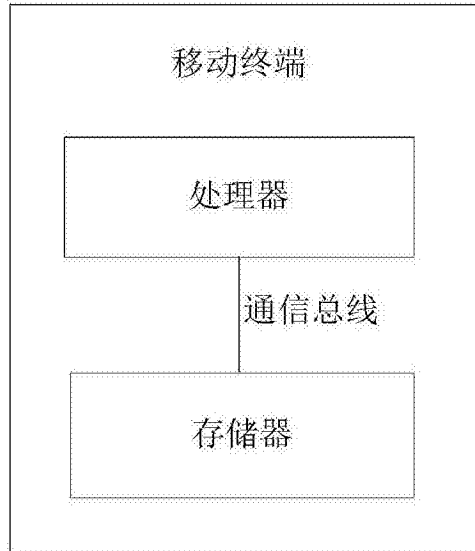 移动终端
处理器
通信总线
存储器